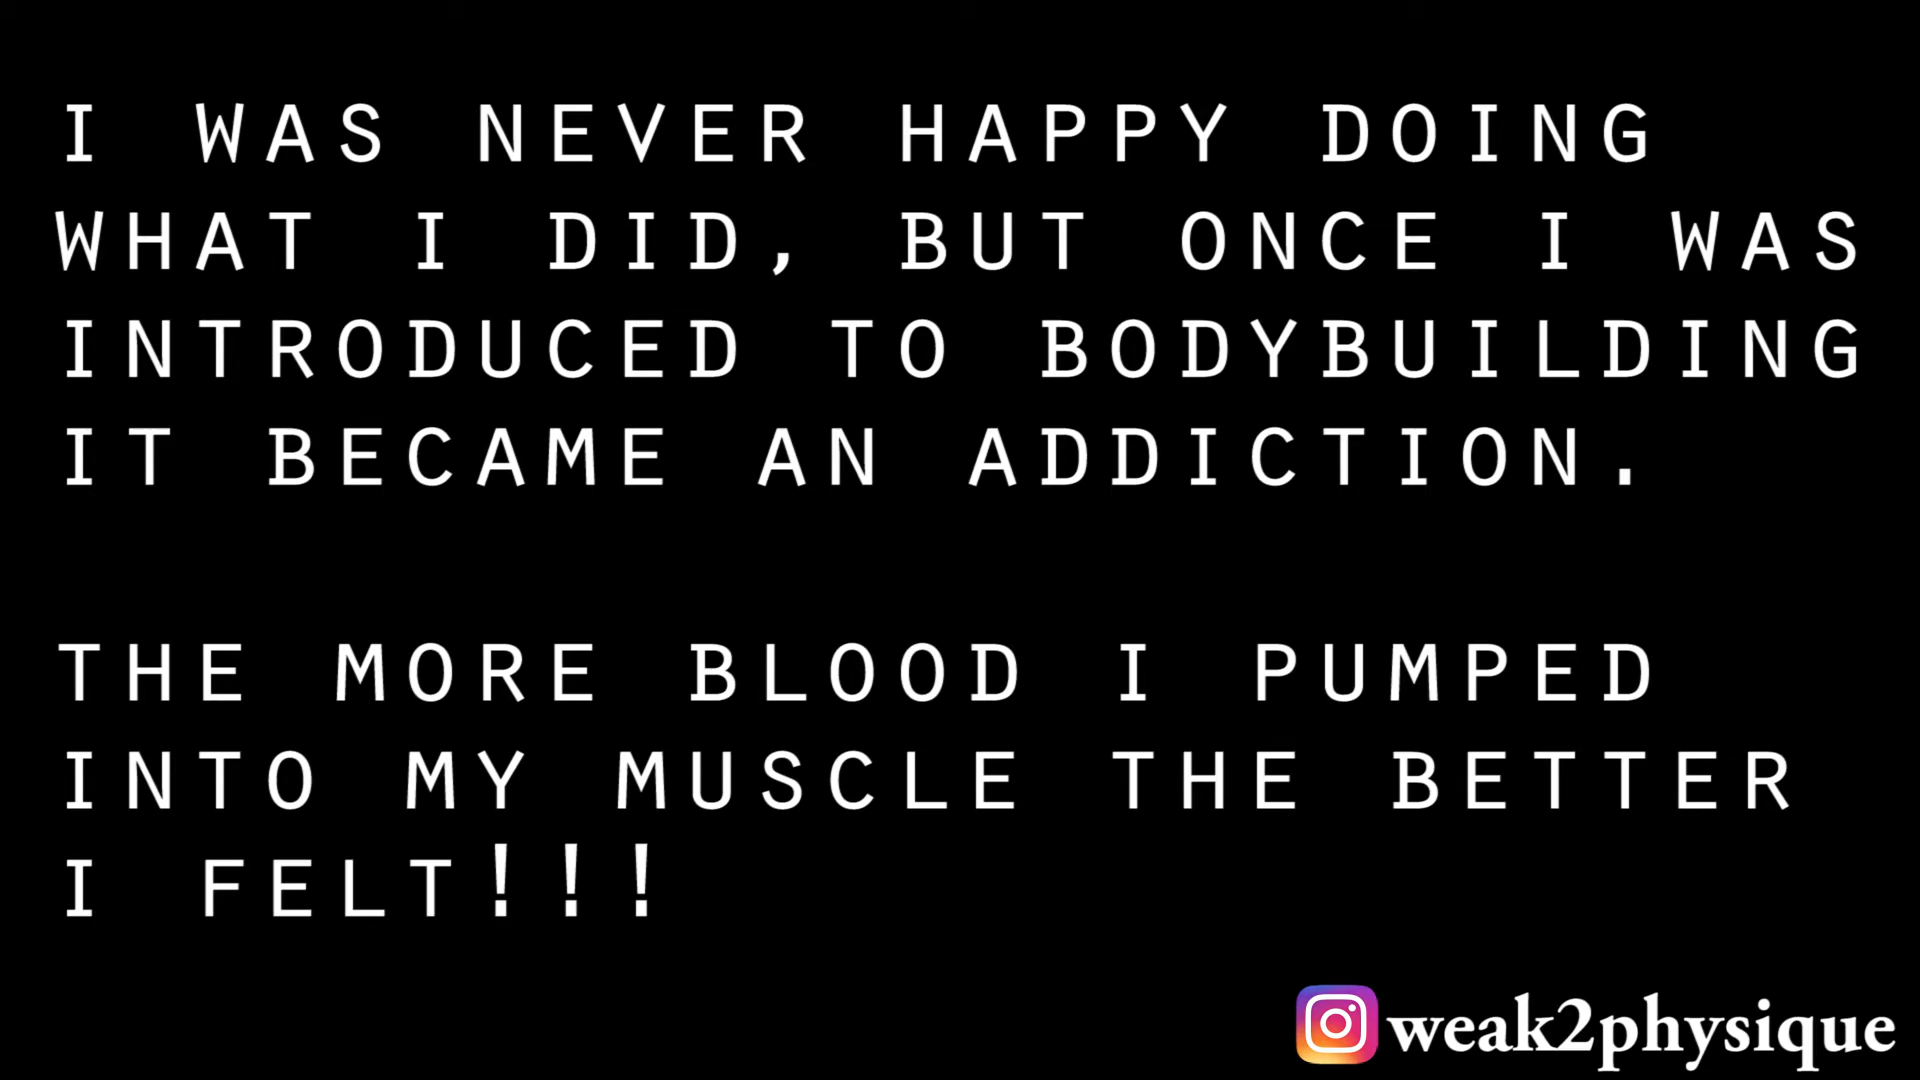 I WAS NEVER HAPPY DOING
WHAT I DID, BUT ONCE I WAS
INTRODUCED TO BODYBUILDING
IT BECAME AN ADDICTION.
THE MORE BLOOD I PUMPED
INTO MY MUSCLE THE BETTER
I FELT!!!
weak2physique